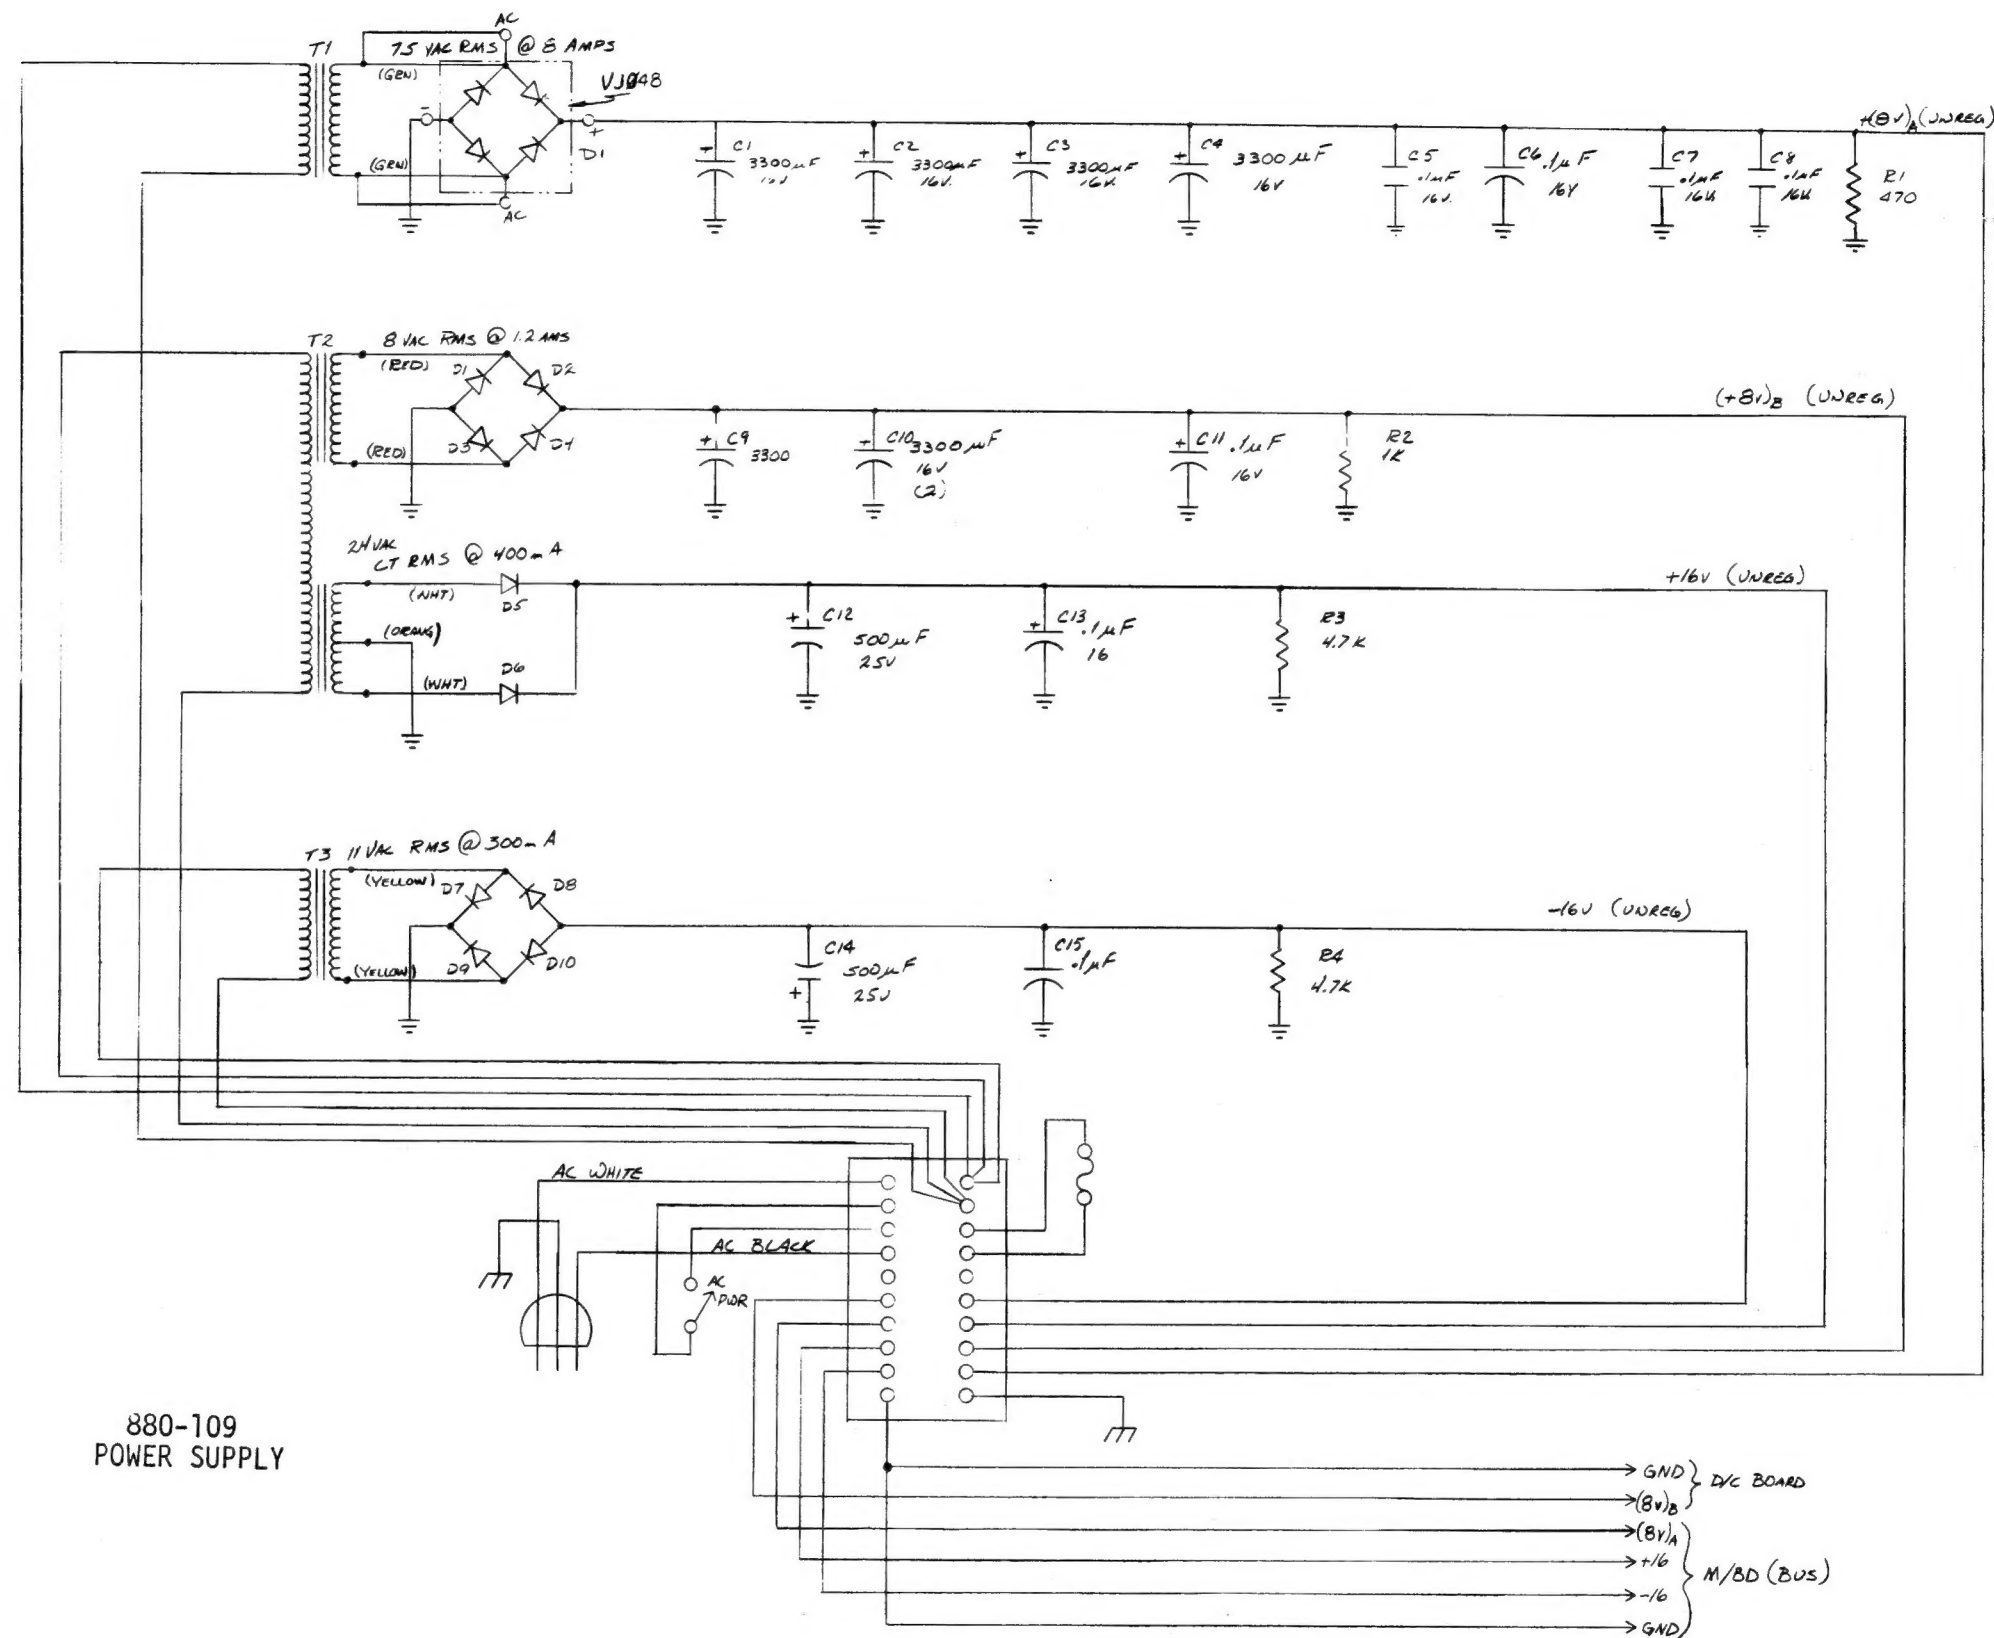 T1
AC
75 VAC RMS @ 8 AMPS
(GRN)
VJ048
-
+
D1
(GRN)
AC
+ C1
3300µF
+ C2
3300µF
16V.
+ C3
3300µF
16V.
+ C4
3300µF
16V
C5
.1µF
16V.
+ C6
.1µF
16V
C7
.1µF
16V
C8
.1µF
16V
+(8V)A (UNREG)
R1
470
T2
8 VAC RMS @ 1.2 AMS
(RED)
D1
D2
D3
D4
(RED)
+ C9
3300
+ C10
3300µF
16V
(2)
+ C11
.1µF
16V
R2
1K
(+8V)B (UNREG)
24VAC
CT RMS @ 400mA
(WHT)
D5
(ORANG)
D6
(WHT)
+ C12
500µF
25V
+ C13
.1µF
16
R3
4.7K
+16V (UNREG)
T3
11 VAC RMS @ 300mA
(YELLOW)
D7
D8
D9
D10
(YELLOW)
C14
500µF
25V
+
C15
.1µF
R4
4.7K
-16V (UNREG)
AC WHITE
AC BLACK
AC
PWR
880-109
POWER SUPPLY
GND
(8V)B
D/C BOARD
(8V)A
+16
-16
GND
M/BD (BUS)